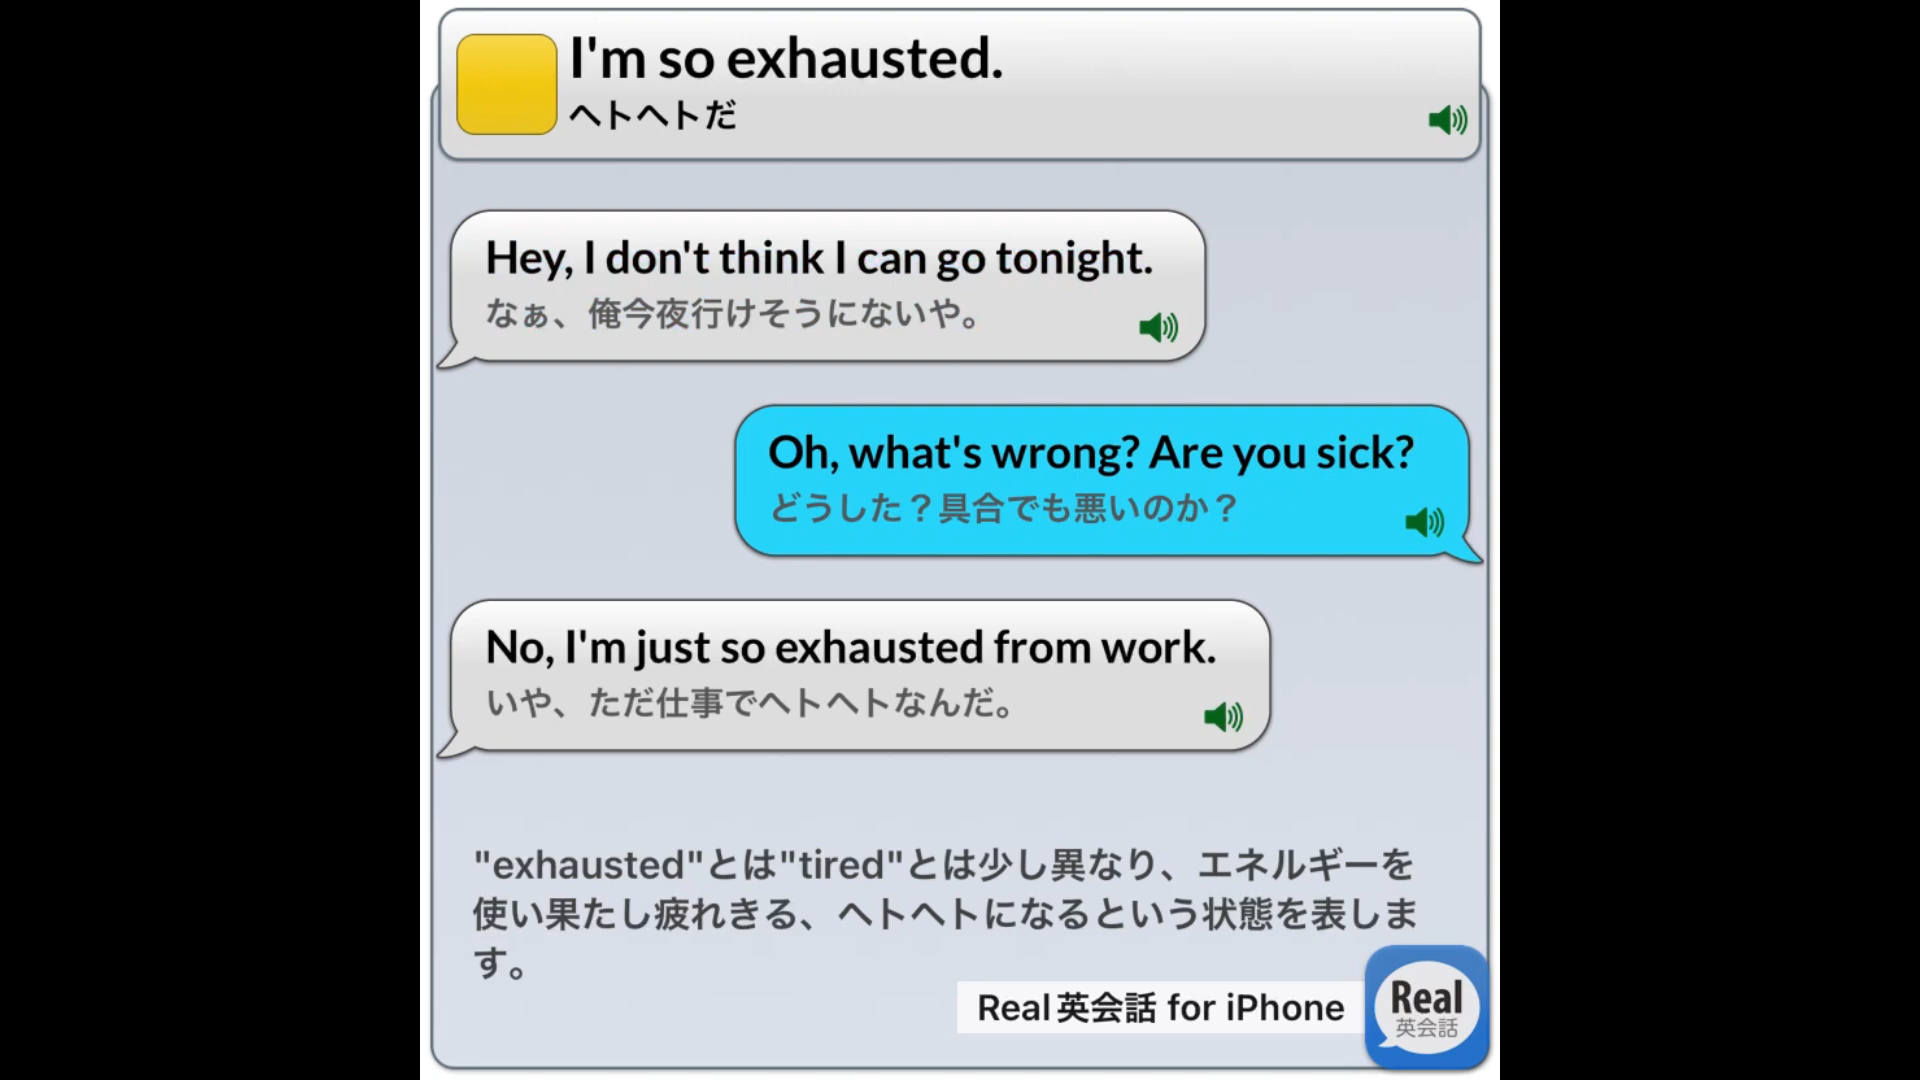 I'm so exhausted.
ヘトヘトだ
Hey, I don't think I can go tonight.
なぁ、俺今夜行けそうにないや。
Oh, what's wrong? Are you sick?
どうした？具合でも悪いのか？
No, I'm just so exhausted from work.
いや、ただ仕事でヘトヘトなんだ。
"exhausted"とは"tired"とは少し異なり、エネルギーを
使い果たし疲れきる、ヘトヘトになるという状態を表しま
す。
Real英会話 for iPhone
Real
英会話